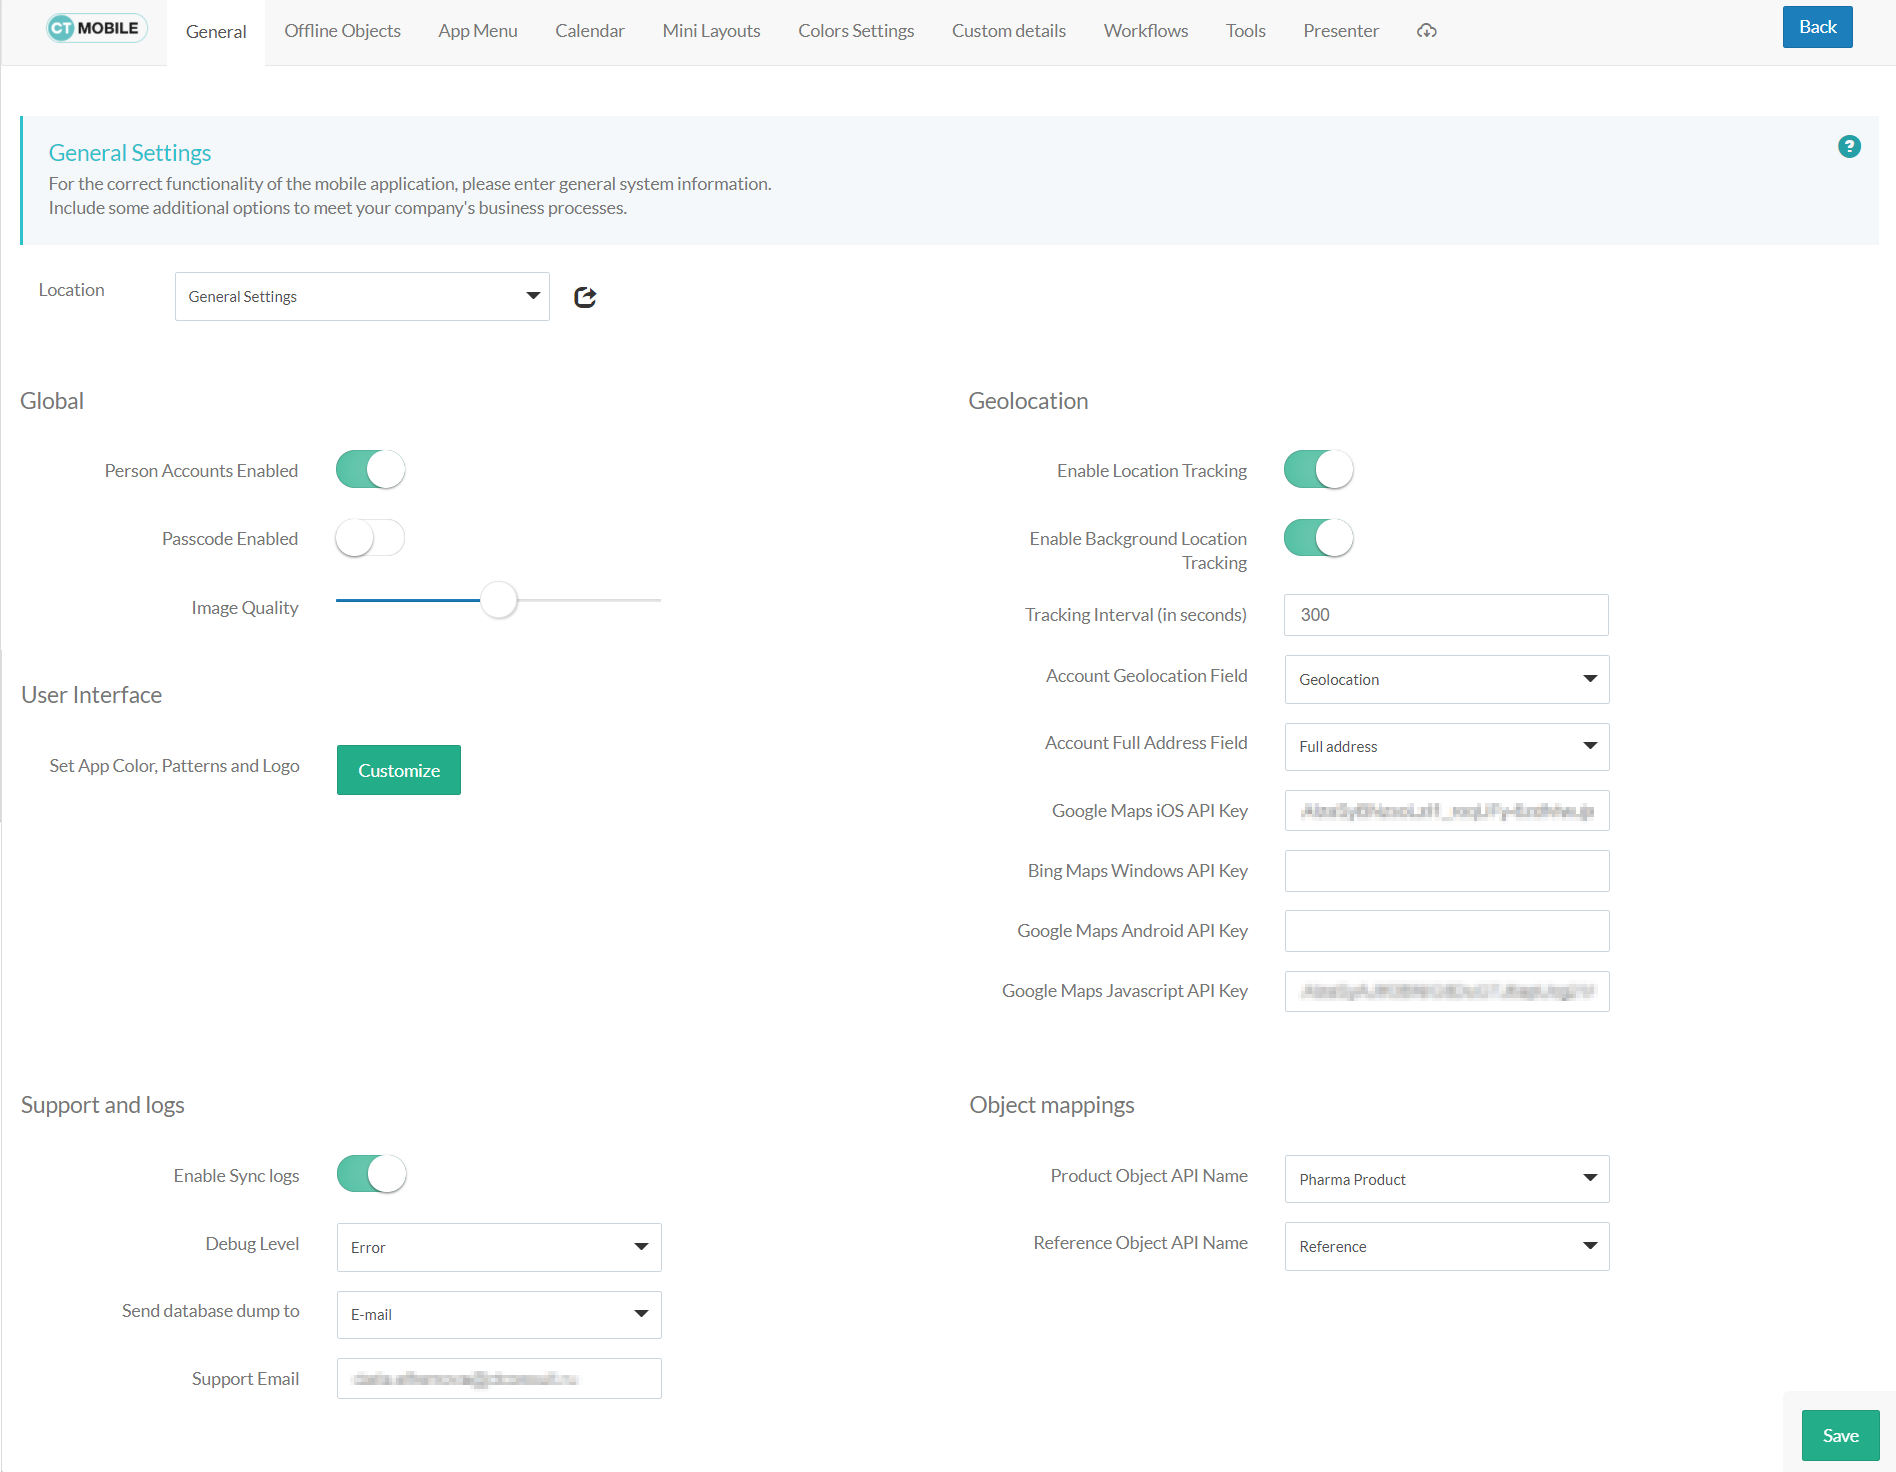 CT MOBILE
General
Offline Objects
App Menu
Calendar
Mini Layouts
Colors Settings
Custom details
Workflows
Tools
Presenter
Back
General Settings
?
For the correct functionality of the mobile application, please enter general system information.
Include some additional options to meet your company's business processes.
Location
General Settings
Global
Person Accounts Enabled
Passcode Enabled
Image Quality
User Interface
Set App Color, Patterns and Logo
Customize
Geolocation
Enable Location Tracking
Enable Background Location
Tracking
Tracking Interval (in seconds)
300
Account Geolocation Field
Geolocation
Account Full Address Field
Full address
Google Maps iOS API Key
Bing Maps Windows API Key
Google Maps Android API Key
Google Maps Javascript API Key
Support and logs
Enable Sync logs
Debug Level
Error
Send database dump to
E-mail
Support Email
Object mappings
Product Object API Name
Pharma Product
Reference Object API Name
Reference
Save